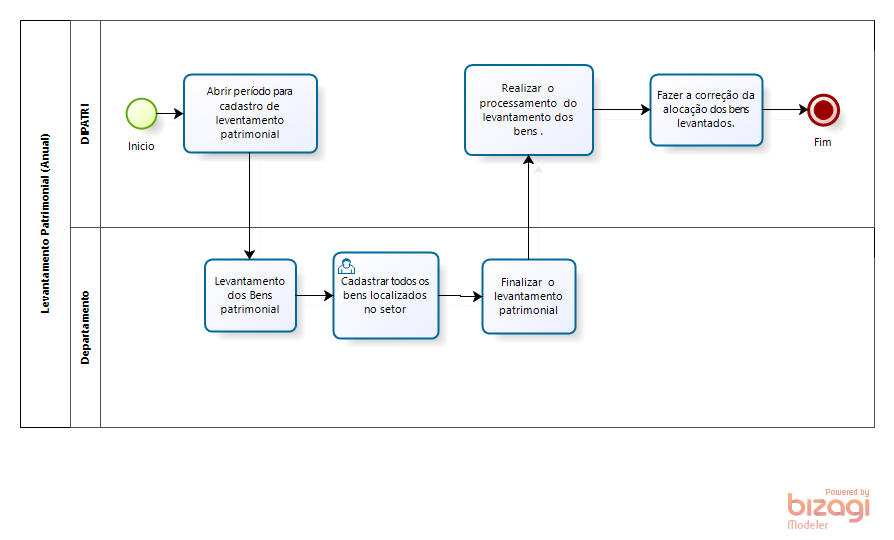 Levantamento Patrimonial (Anual)
DIPATRI
Inicio
Abrir período para
cadastro de
leventamento
patrimonial
Realizar o
processamento do
levantamento dos
bens .
Fazer a correção da
alocação dos bens
levantados.
Fim
Departamento
Levantamento
dos Bens
patrimonial
Cadastrar todos os
bens localizados
no setor
Finalizar o
levantamento
patrimonial
Powered by
bizagi
Modeler